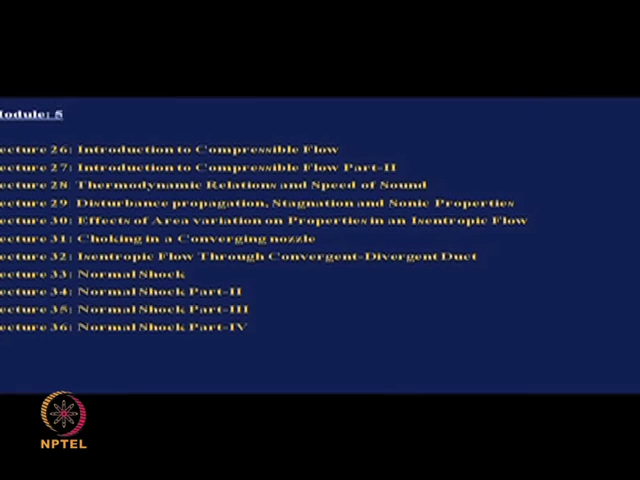 odule: 5
ecture 26: Introduction to Compressible Flow
ecture 27: Introduction to Compressible Flow Part-II
ecture 28 Thermodynamic Relations and Speed of Sound
ecture 29 Disturbance propagation, Stagnation and Sonic Properties
ecture 30: Effects of Area variation on Properties in an Isentropic Flow
ecture 31: Choking in a Converging nozzle
ecture 32: Isentropic Flow Through Convergent-Divergent Duct
ecture 33: Normal Shock
ecture 34: Normal Shock Part-II
ecture 35: Normal Shock Part-III
ecture 36: Normal Shock Part-IV
NPTEL